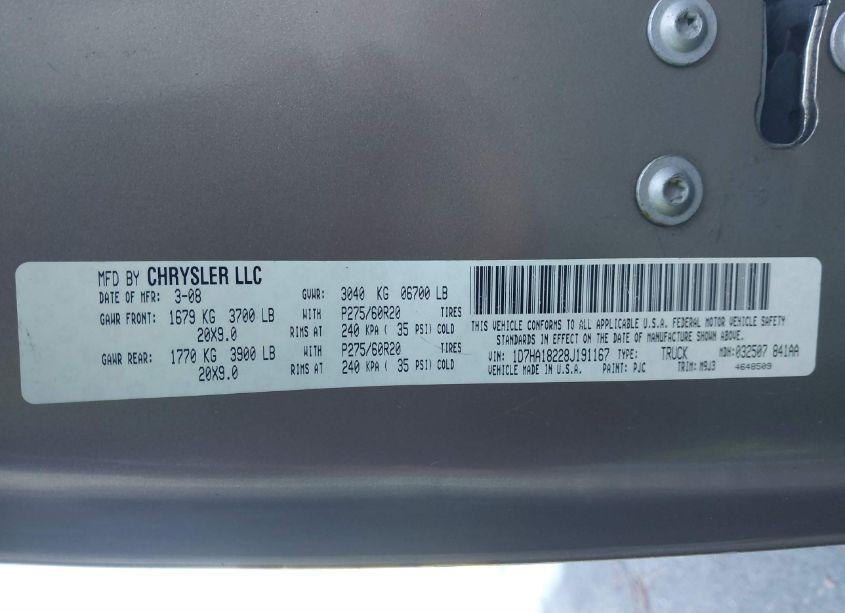 MFD BY CHRYSLER LLC
DATE OF MFR: 3-08 GVWR: 3040 KG 06700 LB
GAWR FRONT: 1679 KG 3700 LB WITH P275/60R20 TIRES
20X9.0 RIMS AT 240 KPA ( 35 PSI) COLD
GAWR REAR: 1770 KG 3900 LB WITH P275/60R20 TIRES
20X9.0 RIMS AT 240 KPA ( 35 PSI) COLD
THIS VEHICLE CONFORMS TO ALL APPLICABLE U.S.A. FEDERAL MOTOR VEHICLE SAFETY
STANDARDS IN EFFECT ON THE DATE OF MANUFACTURE SHOWN ABOVE.
VIN: 1D7HA18228J191167 TYPE: TRUCK MDH: 032507 841AA
VEHICLE MADE IN U.S.A. PAINT: PJC TRIM: M9J3 4648509